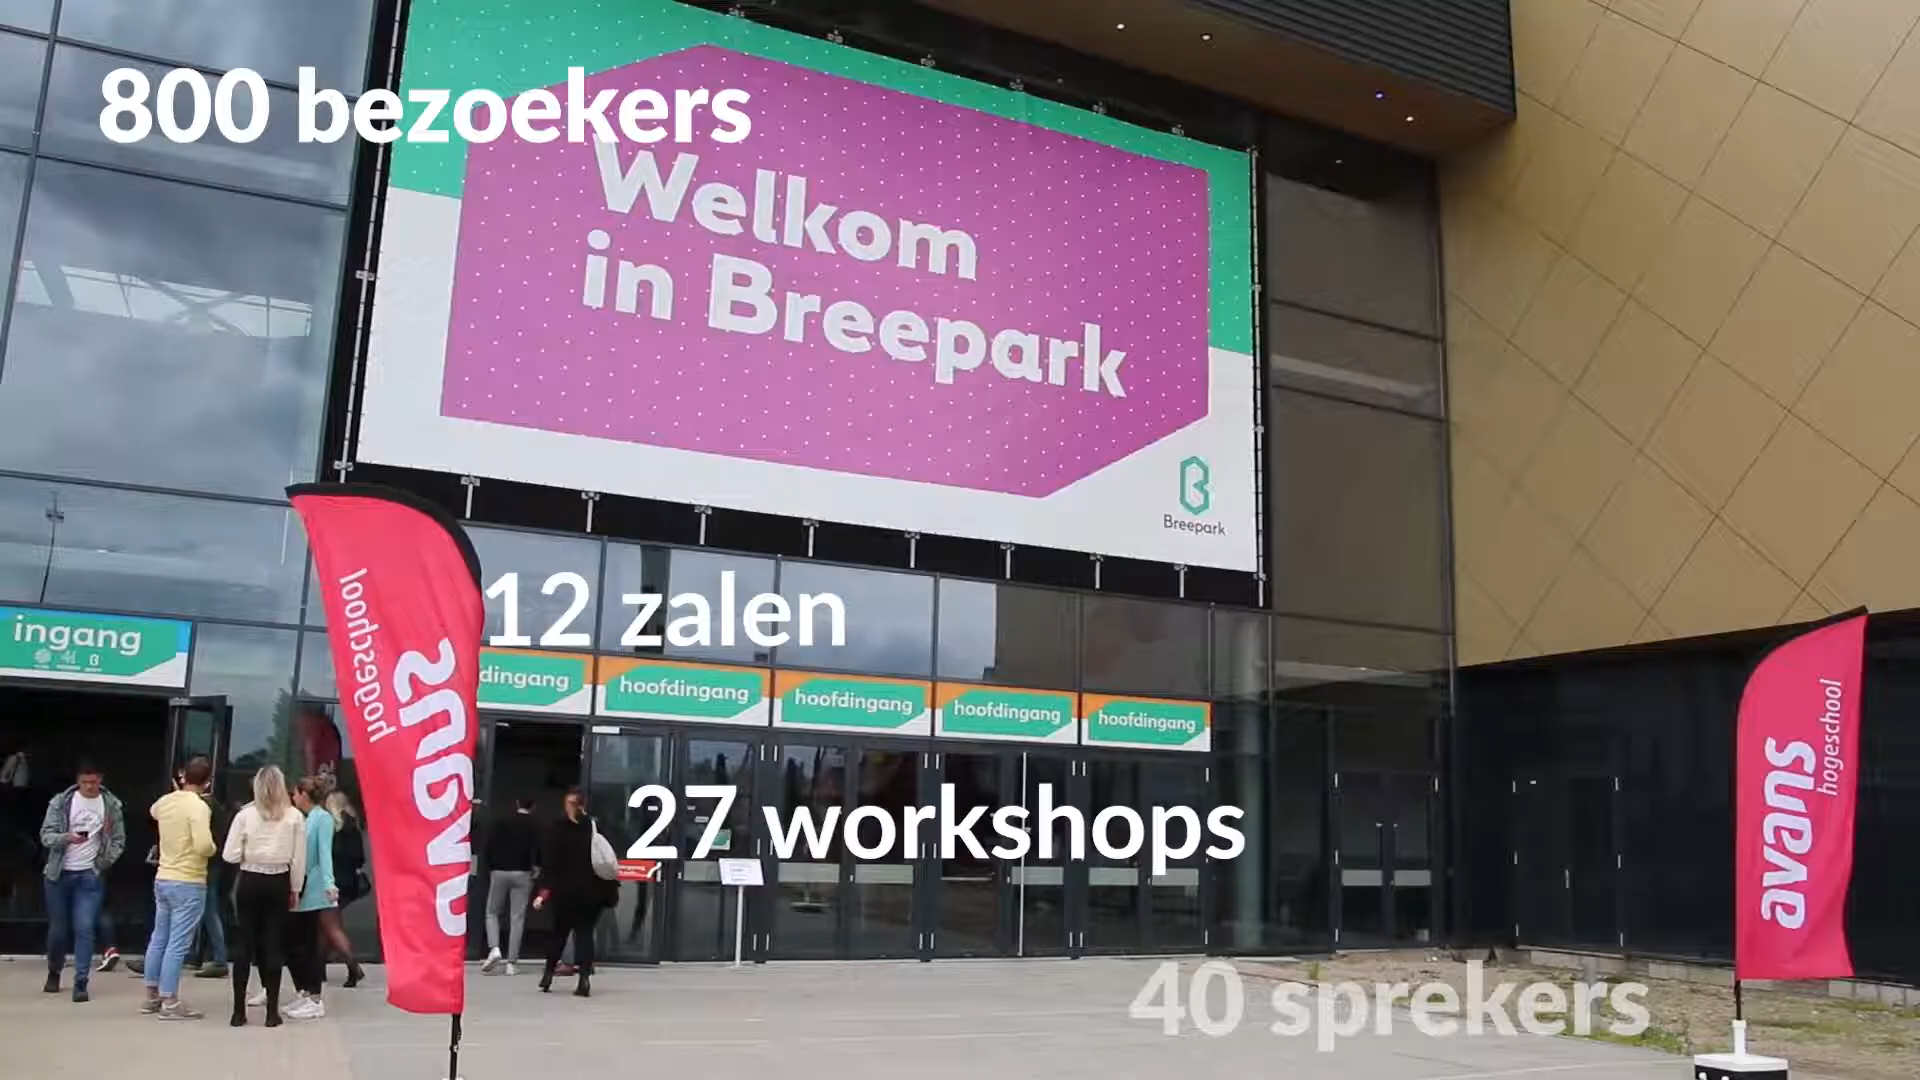 800 bezoekers
Welkom
in Breepark
Breepark
12 zalen
ingang
dingang
hoofdingang
hoofdingang
hoofdingang
hoofdingang
hogeschool
avans
27 workshops
avans
hogeschool
40 sprekers